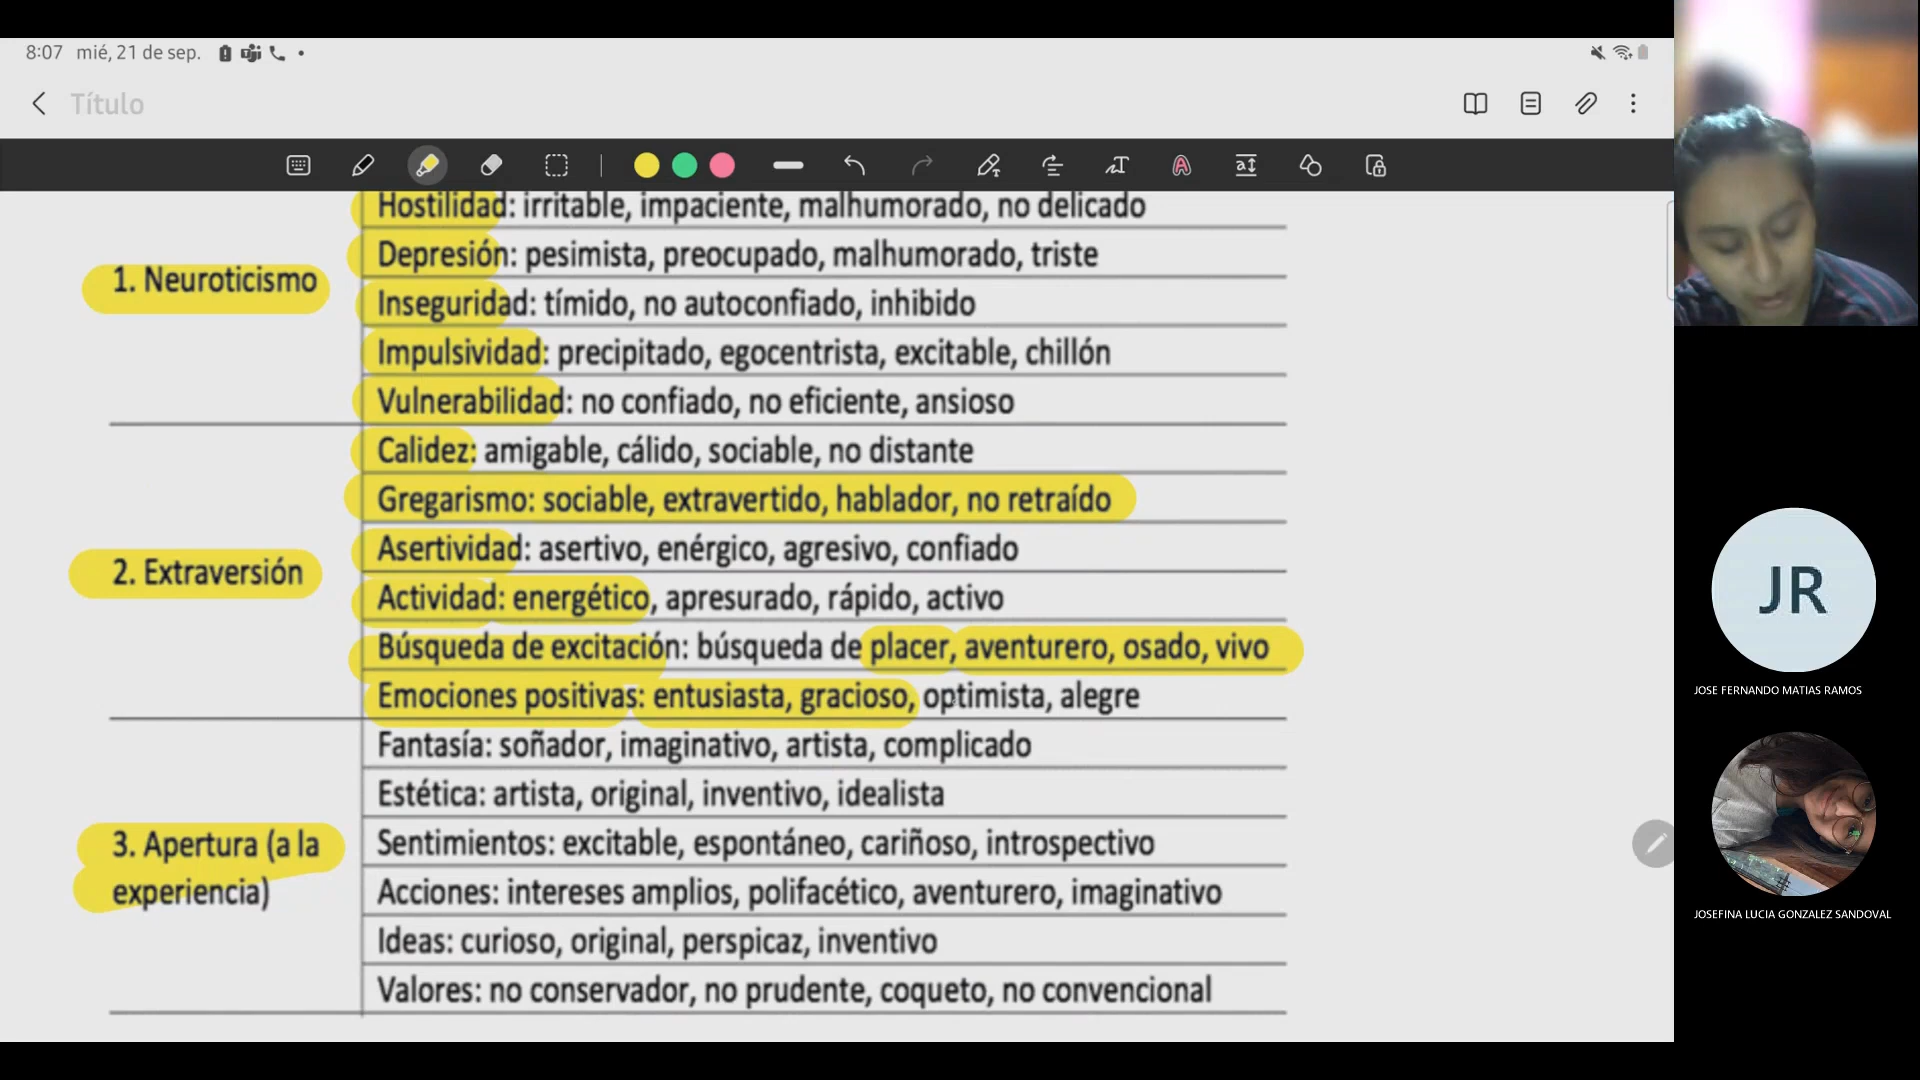 8:07 mié, 21 de sep.
Título
Hostilidad: irritable, impaciente, malhumorado, no delicado
Depresión: pesimista, preocupado, malhumorado, triste
1. Neuroticismo
Inseguridad: tímido, no autoconfiado, inhibido
Impulsividad: precipitado, egocentrista, excitable, chillón
Vulnerabilidad: no confiado, no eficiente, ansioso
Calidez: amigable, cálido, sociable, no distante
Gregarismo: sociable, extravertido, hablador, no retraído
Asertividad: asertivo, enérgico, agresivo, confiado
2. Extraversión
Actividad: energético, apresurado, rápido, activo
Búsqueda de excitación: búsqueda de placer, aventurero, osado, vivo
Emociones positivas: entusiasta, gracioso, optimista, alegre
Fantasía: soñador, imaginativo, artista, complicado
Estética: artista, original, inventivo, idealista
3. Apertura (a la
experiencia)
Sentimientos: excitable, espontáneo, cariñoso, introspectivo
Acciones: intereses amplios, polifacético, aventurero, imaginativo
Ideas: curioso, original, perspicaz, inventivo
Valores: no conservador, no prudente, coqueto, no convencional
JR
JOSE FERNANDO MATIAS RAMOS
JOSEFINA LUCIA GONZALEZ SANDOVAL